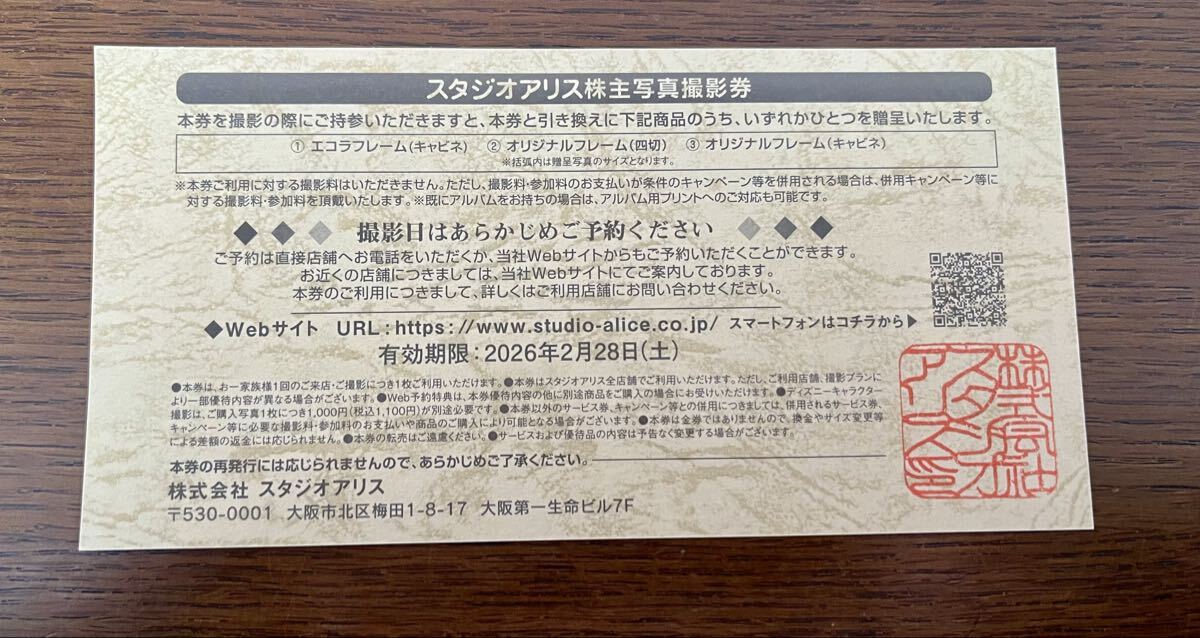 スタジオアリス株主写真撮影券
本券を撮影の際にご持参いただきますと、本券と引き換えに下記商品のうち、いずれかひとつを贈呈いたします。
① エコラフレーム(キャビネ) ② オリジナルフレーム(四切) ③ オリジナルフレーム(キャビネ)
※括弧内は贈呈写真のサイズとなります。
※本券ご利用に対する撮影料はいただきません。ただし、撮影料・参加料のお支払いが条件のキャンペーン等を併用される場合は、併用キャンペーン等に
対する撮影料・参加料を頂戴いたします。※既にアルバムをお持ちの場合は、アルバム用プリントへのご対応も可能です。
◆◆◆ 撮影日はあらかじめご予約ください ◆◆◆
ご予約は直接店舗へお電話をいただくか、当社Webサイトからもご予約いただくことができます。
お近くの店舗につきましては、当社Webサイトにてご案内しております。
本券のご利用につきまして、詳しくはご利用店舗にお問い合わせください。
◆Webサイト URL:https://www.studio-alice.co.jp/ スマートフォンはコチラから▶
有効期限:2026年2月28日(土)
●本券は、お一家族様1回のご来店・ご撮影につき1枚ご利用いただけます。●本券はスタジオアリス全店舗でご利用いただけます。ただし、ご利用店舗、撮影プランに
より一部優待内容が異なる場合がございます。●Web予約特典は、本券優待内容の他に別途商品をご購入の場合にお受けいただけます。●ディズニーキャラクター
撮影は、ご購入写真1枚につき1,000円(税込1,100円)が別途必要です。●本券以外のサービス券、キャンペーン等との併用につきましては、併用されるサービス券、
キャンペーン等に必要な撮影料・参加料のお支払いや商品のご購入により可能となる場合がございます。●本券は金券ではありませんので、換金やサイズ変更等
による差額の返金には応じられません。●本券の転売はご遠慮ください。●サービスおよび優待品の内容は予告なく変更する場合がございます。
本券の再発行には応じられませんので、あらかじめご了承ください。
株式会社 スタジオアリス
〒530-0001 大阪市北区梅田1-8-17 大阪第一生命ビル7F
株式会社
スタジオ
アリス印